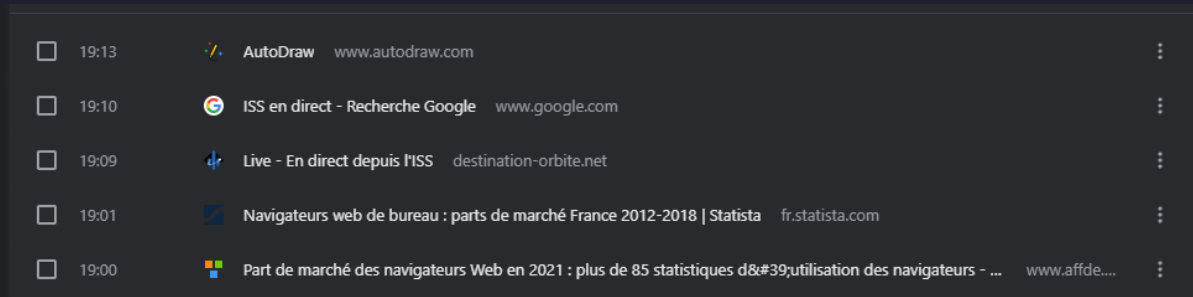 19:13 AutoDraw www.autodraw.com
19:10 ISS en direct - Recherche Google www.google.com
19:09 Live - En direct depuis l'ISS destination-orbite.net
19:01 Navigateurs web de bureau : parts de marché France 2012-2018 | Statista fr.statista.com
19:00 Part de marché des navigateurs Web en 2021 : plus de 85 statistiques d&#39;utilisation des navigateurs - ... www.affde....